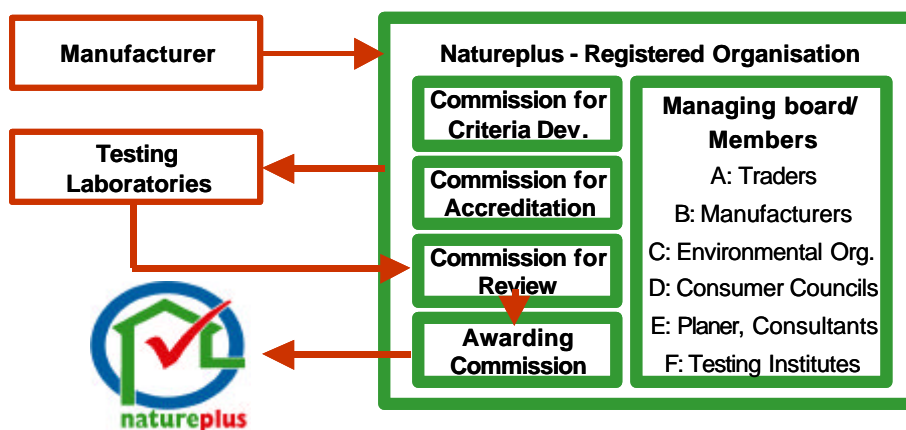 Manufacturer
Testing
Laboratories
natureplus
Natureplus - Registered Organisation
Commission for
Criteria Dev.
Commission for
Accreditation
Commission for
Review
Awarding
Commission
Managing board/
Members
A: Traders
B: Manufacturers
C: Environmental Org.
D: Consumer Councils
E: Planer, Consultants
F: Testing Institutes